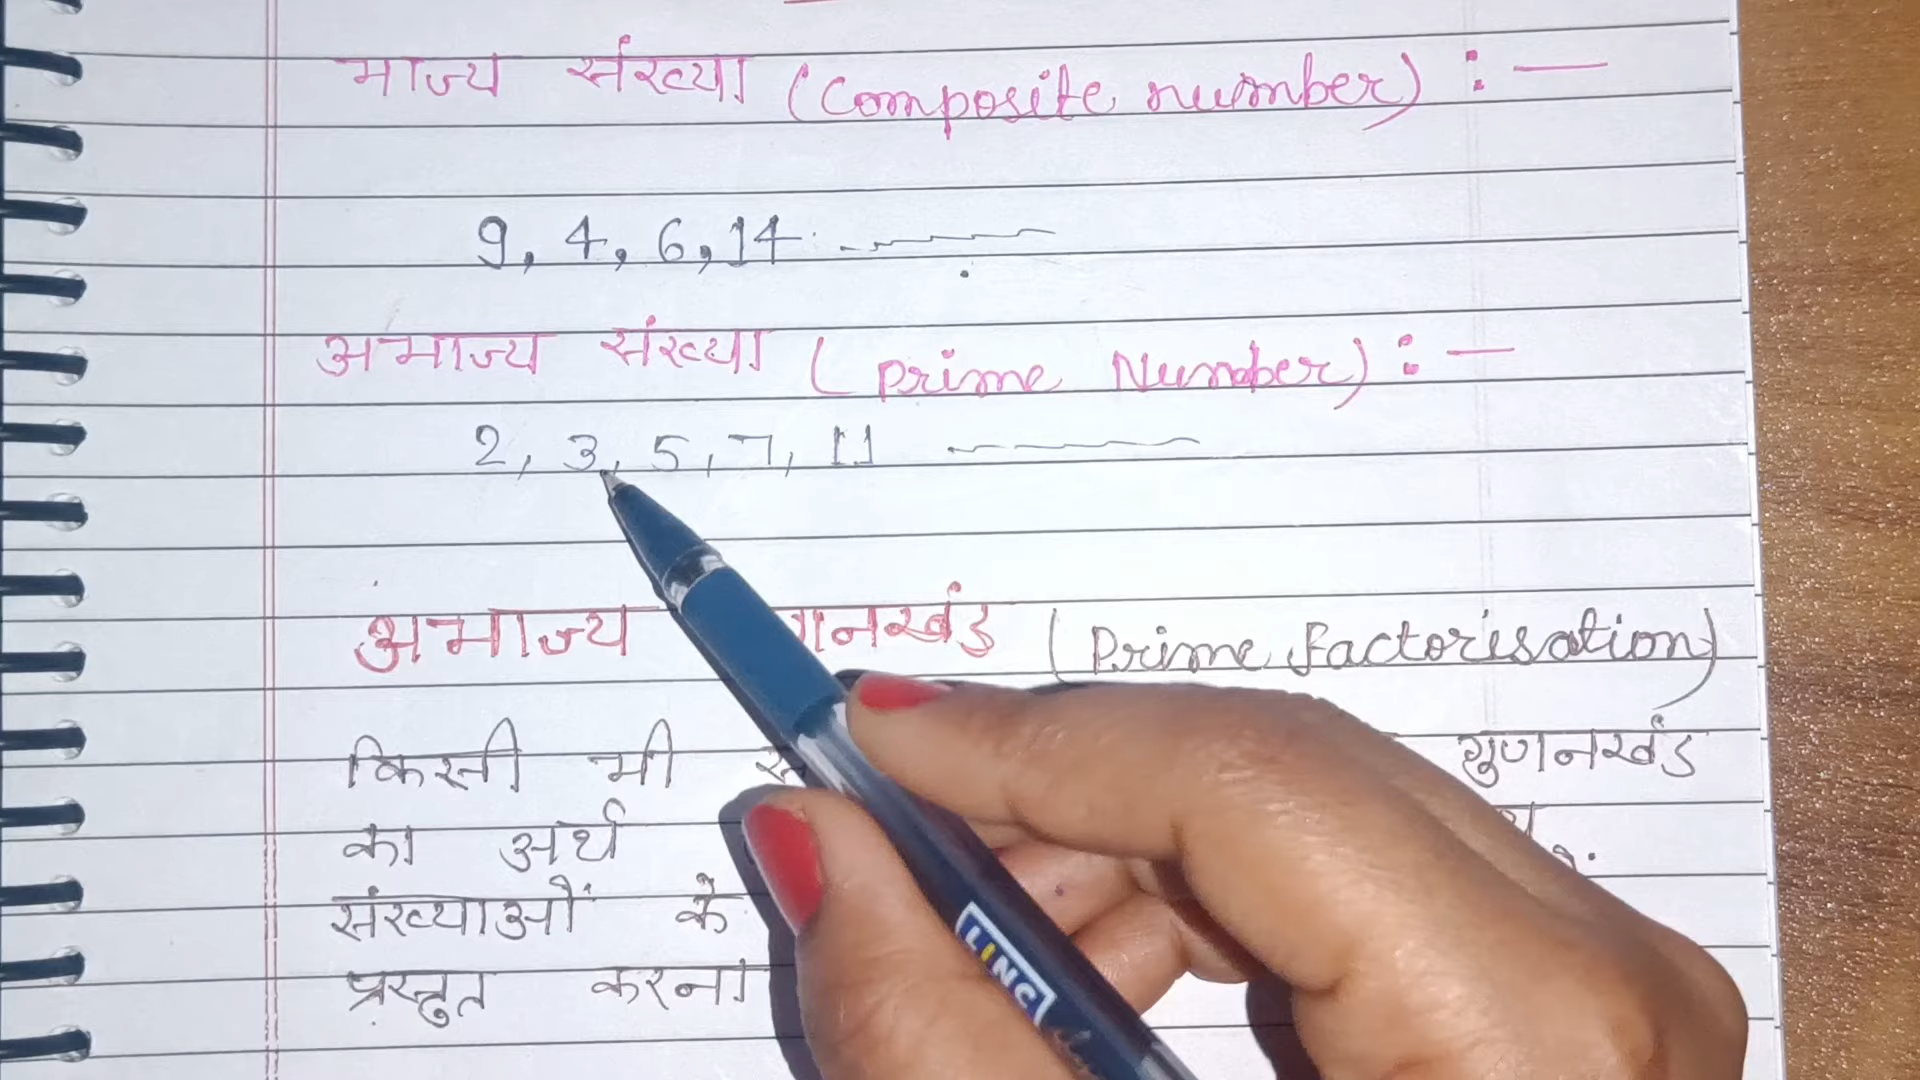 भाज्य संख्या (Composite number) : —
9, 4, 6, 14
अभाज्य संख्या ( prime Number) : —
2, 3, 5, 7, 11
अभाज्य (Prime factorisation)
किसी भी गुणनखंड
का अर्थ
संख्याओं के
प्रस्तुत करना
LINC